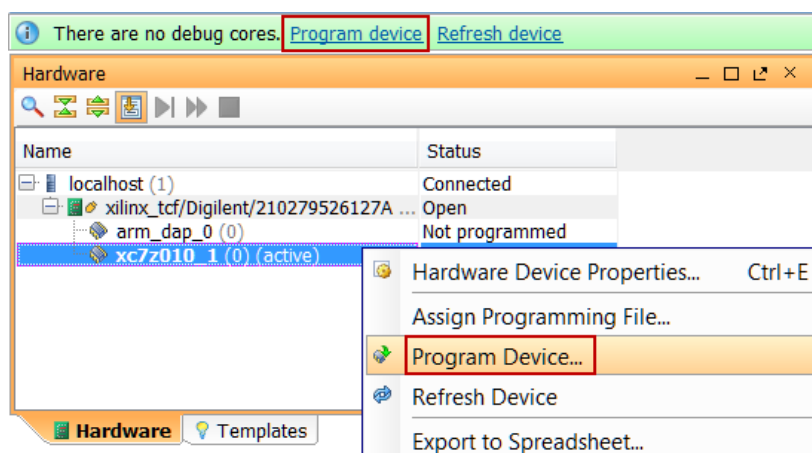 There are no debug cores. Program device Refresh device
Hardware
Name Status
localhost (1) Connected
xilinx_tcf/Digilent/210279526127A ... Open
arm_dap_0 (0) Not programmed
xc7z010_1 (0) (active)
Hardware Device Properties... Ctrl+E
Assign Programming File...
Program Device...
Refresh Device
Export to Spreadsheet...
Hardware Templates